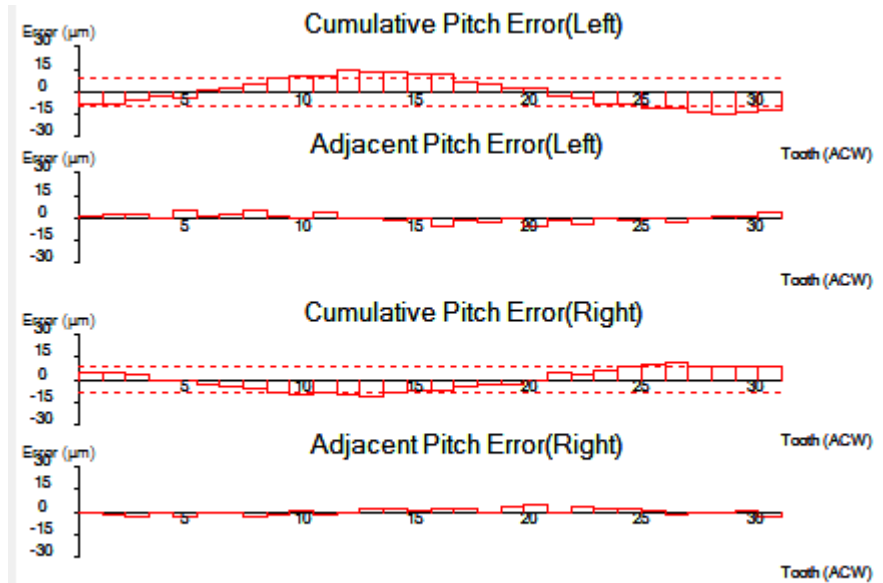 Cumulative Pitch Error(Left)
Error (μm)
30
15
0
-15
-30
5 10 15 20 25 30
Tooth (ACW)
Adjacent Pitch Error(Left)
Error (μm)
30
15
0
-15
-30
5 10 15 20 25 30
Tooth (ACW)
Cumulative Pitch Error(Right)
Error (μm)
30
15
0
-15
-30
5 10 15 20 25 30
Tooth (ACW)
Adjacent Pitch Error(Right)
Error (μm)
30
15
0
-15
-30
5 10 15 20 25 30
Tooth (ACW)